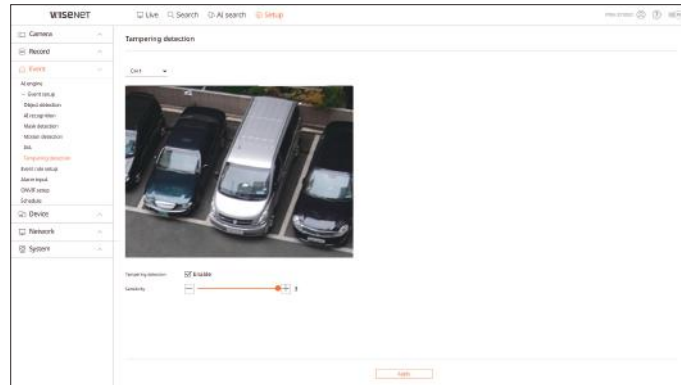 WISENET
Live Search AI search Setup
Camera
Record
Event
AI engine
– Event setup
Object detection
AI recognition
Mask detection
Motion detection
Tampering detection
Event rule setup
Alarm input
ONVIF setup
Schedule
Device
Network
System
Tampering detection
CH1
Tampering detection Enable
Sensitivity
Apply